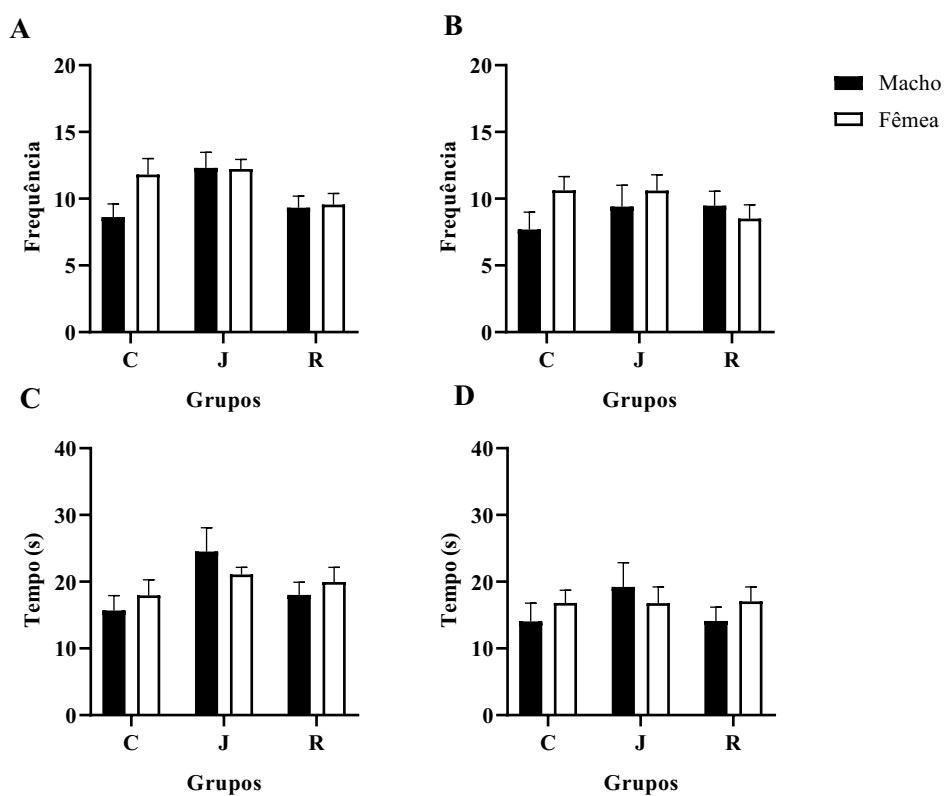 A
B
20
15
10
5
0
Frequência
C J R
Grupos
20
15
10
5
0
Frequência
C J R
Grupos
Macho
Fêmea
C
D
40
30
20
10
0
Tempo (s)
C J R
Grupos
40
30
20
10
0
Tempo (s)
C J R
Grupos